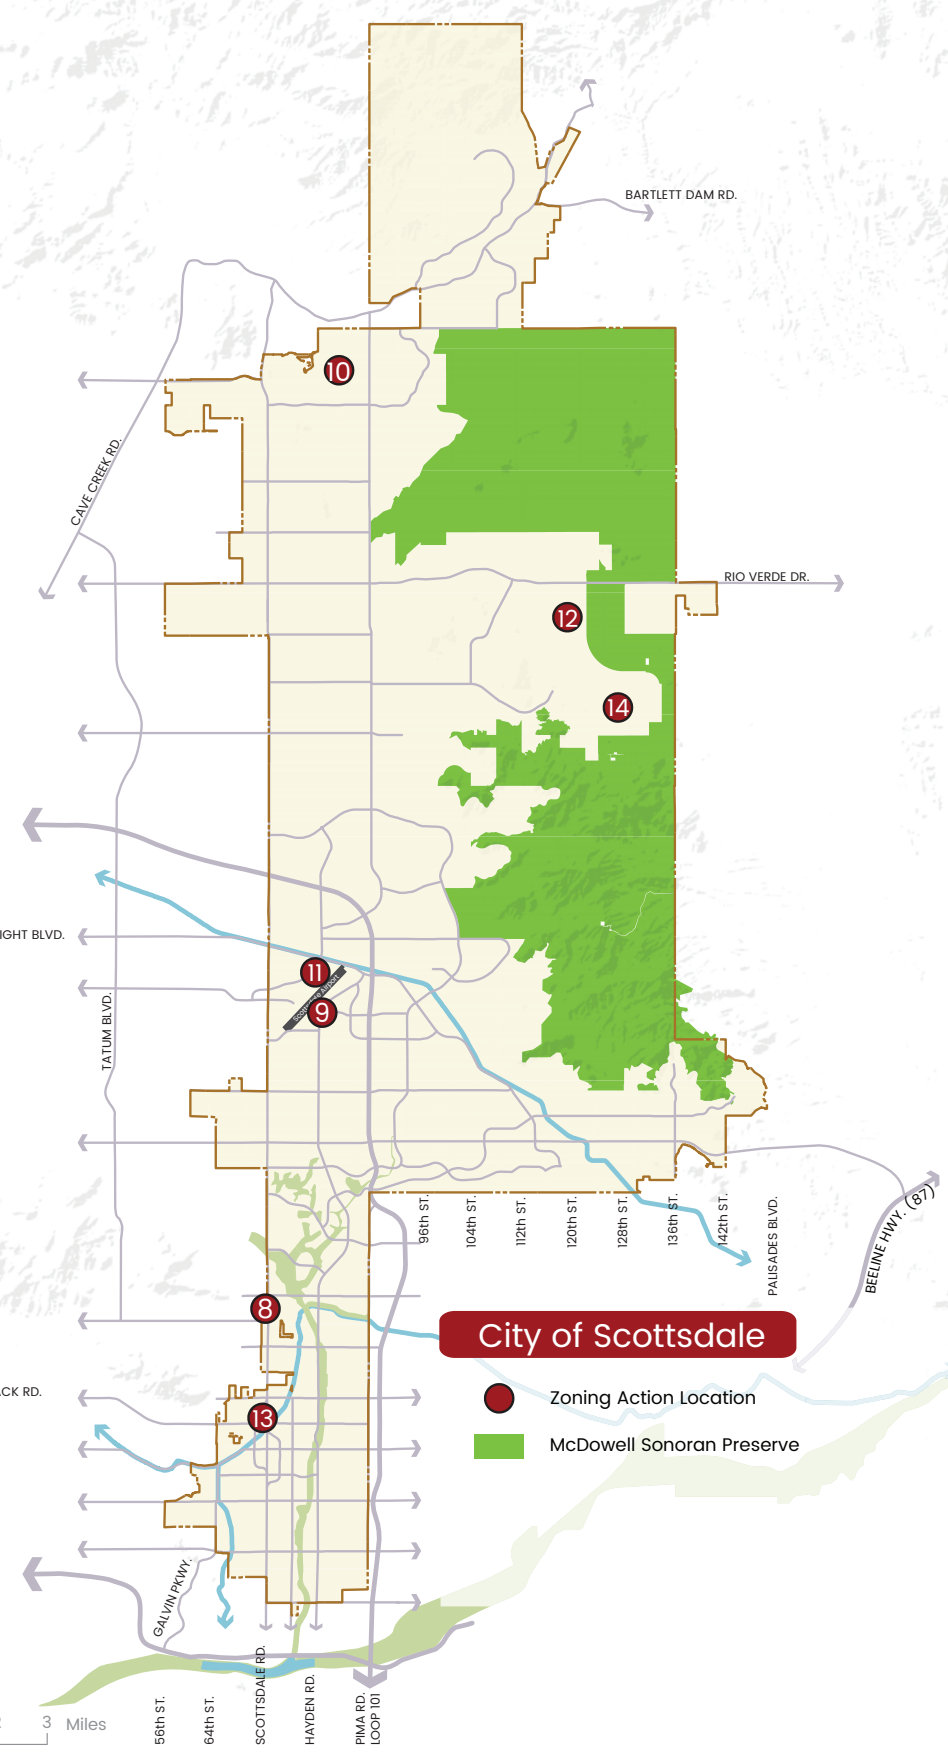 BARTLETT DAM RD.
10
CAVE CREEK RD.
RIO VERDE DR.
12
14
IGHT BLVD.
11
Scottsdale Airport
9
TATUM BLVD.
96th ST.
104th ST.
112th ST.
120th ST.
128th ST.
136th ST.
142th ST.
PALISADES BLVD.
BEELINE HWY. (87)
8
City of Scottsdale
Zoning Action Location
McDowell Sonoran Preserve
ACK RD.
13
GALVIN PKWY.
56th ST.
64th ST.
SCOTTSDALE RD.
HAYDEN RD.
PIMA RD.
LOOP 101
3 Miles